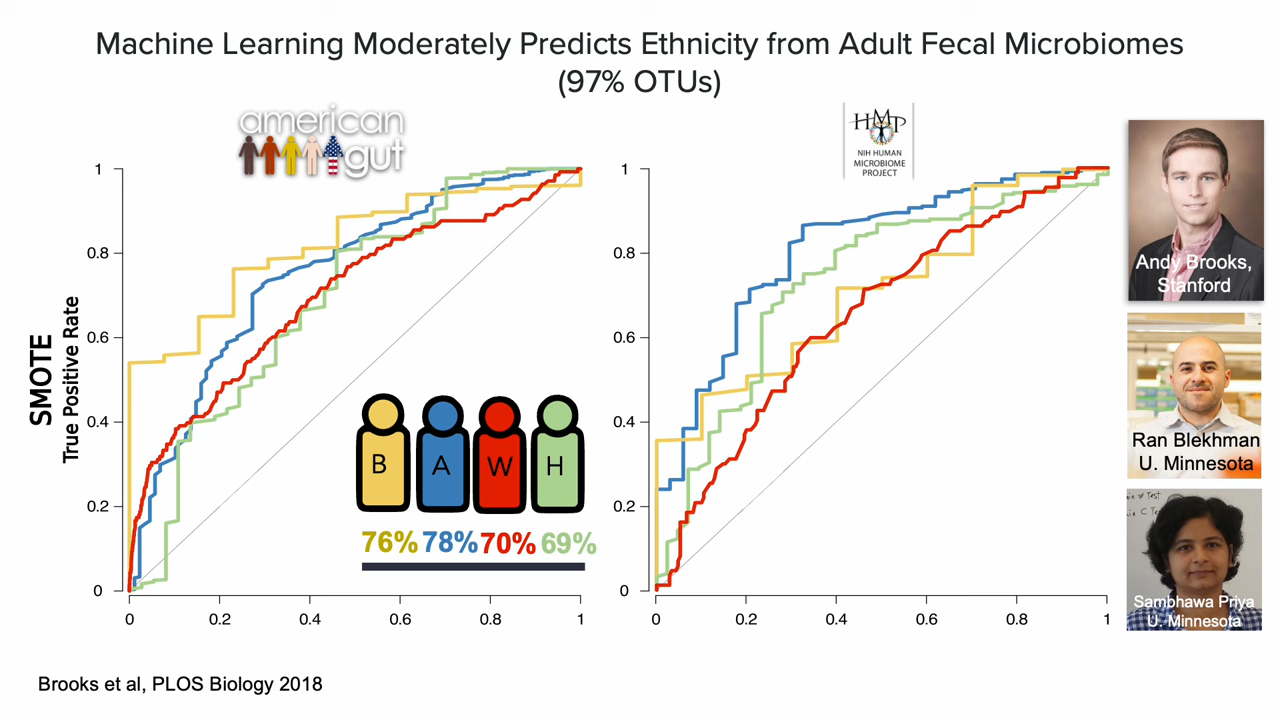 Machine Learning Moderately Predicts Ethnicity from Adult Fecal Microbiomes
(97% OTUs)
american
gut
HMP
NIH HUMAN
MICROBIOME
PROJECT
SMOTE
True Positive Rate
1
0.8
0.6
0.4
0.2
0
0
0.2
0.4
0.6
0.8
1
B
A
W
H
76% 78% 70% 69%
1
0.8
0.6
0.4
0.2
0
0
0.2
0.4
0.6
0.8
1
Andy Brooks,
Stanford
Ran Blekhman
U. Minnesota
Sambhawa Priya
U. Minnesota
Brooks et al, PLOS Biology 2018